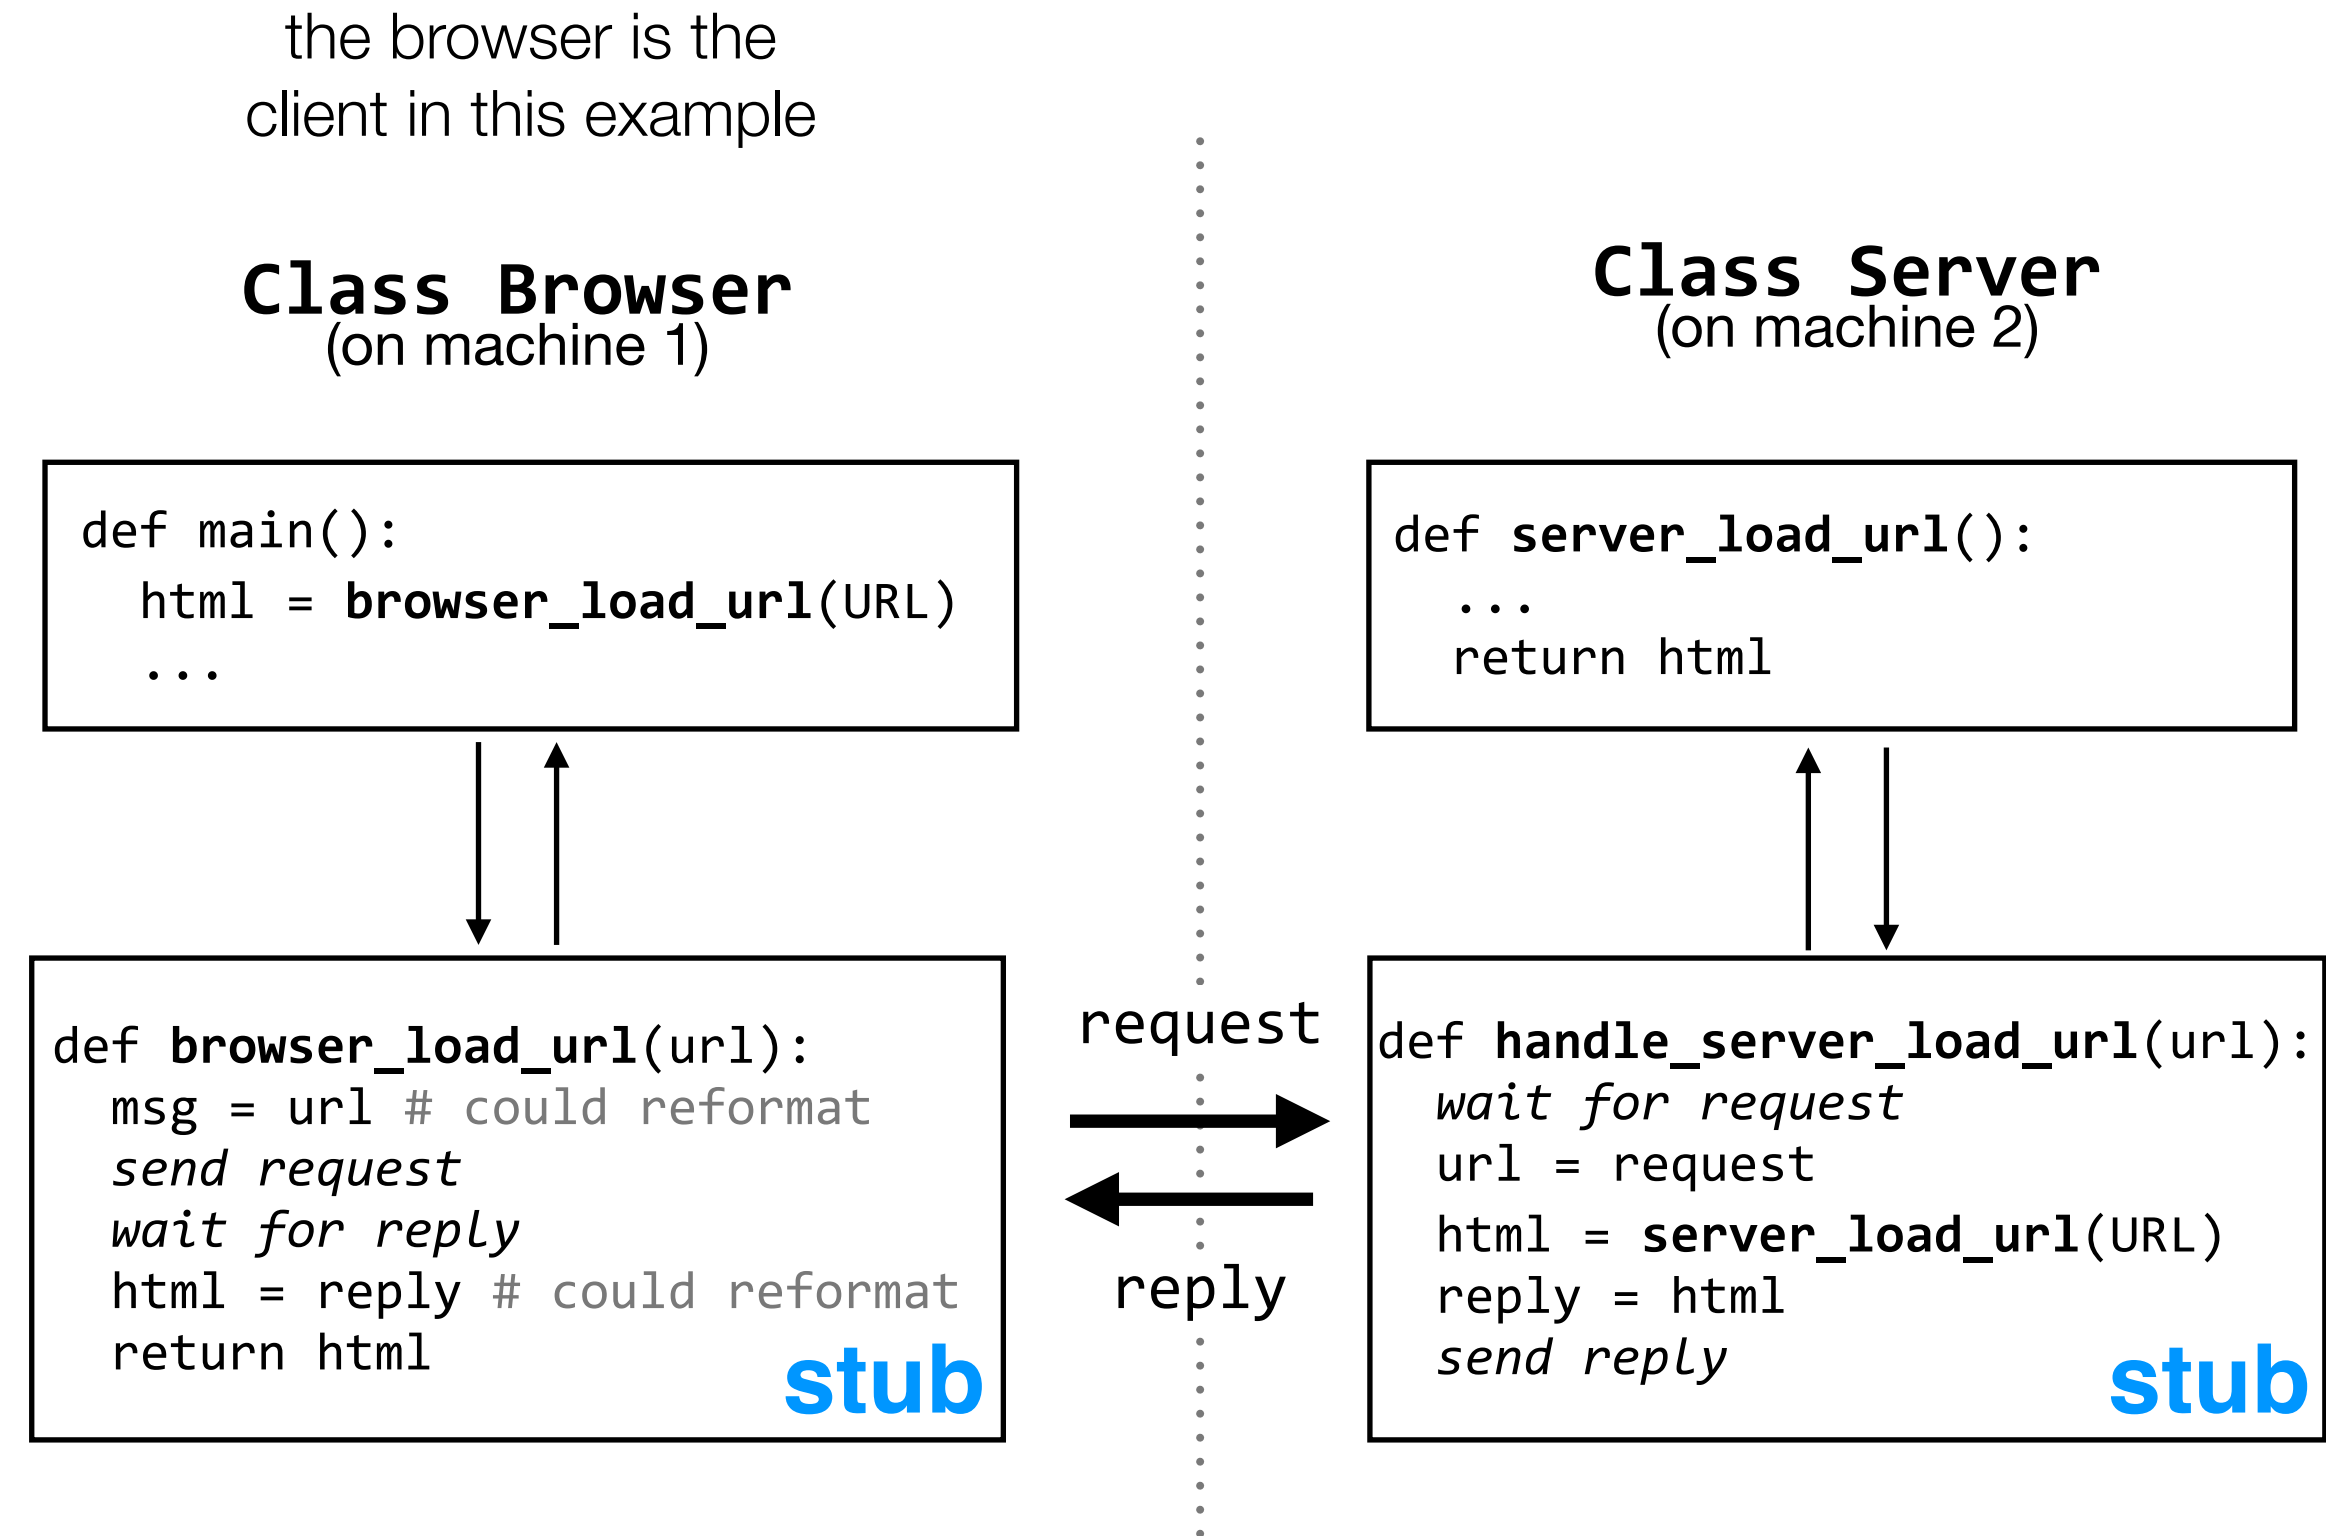 the browser is the
client in this example
Class Browser
(on machine 1)
def main():
html = browser_load_url(URL)
...
def browser_load_url(url):
msg = url # could reformat
send request
wait for reply
html = reply # could reformat
return html
stub
request
reply
Class Server
(on machine 2)
def server_load_url():
...
return html
def handle_server_load_url(url):
wait for request
url = request
html = server_load_url(URL)
reply = html
send reply
stub